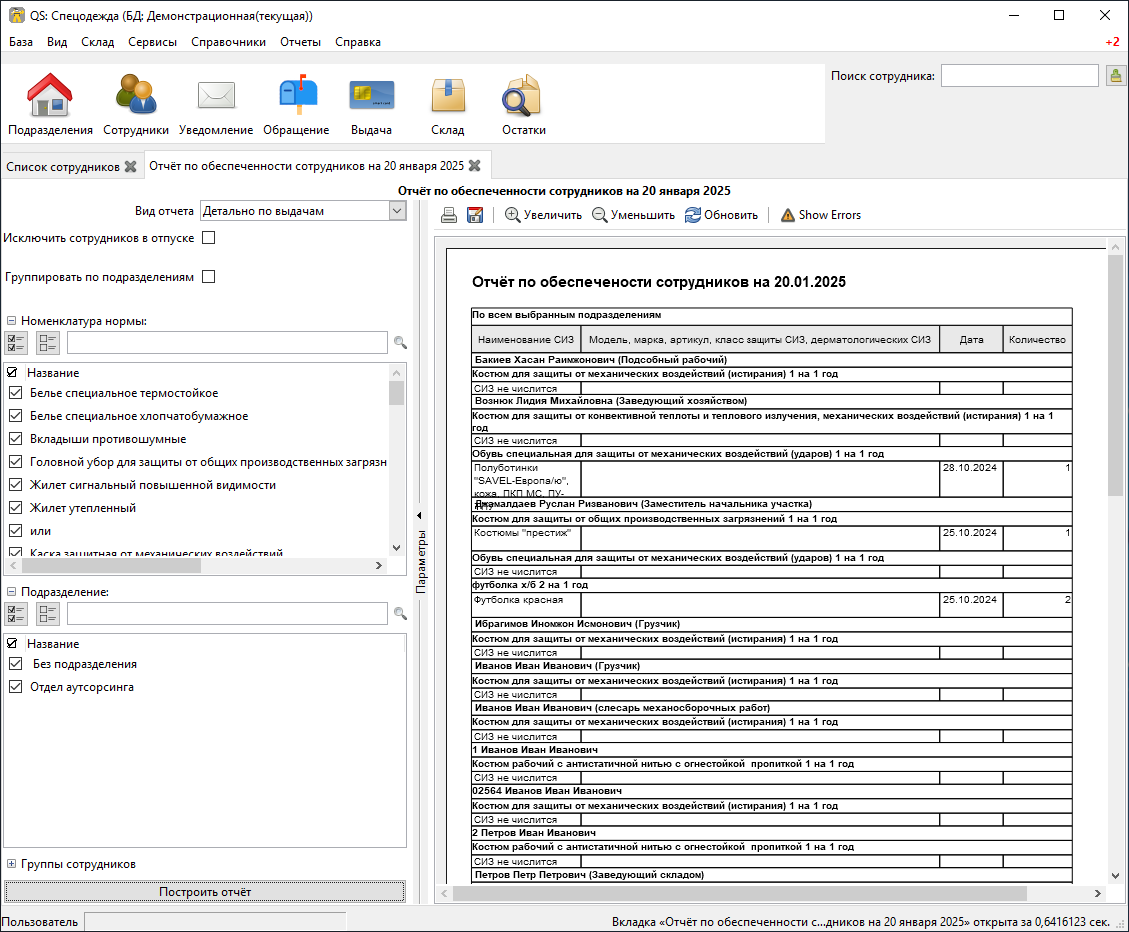 QS: Спецодежда (БД: Демонстрационная(текущая))
База Вид Склад Сервисы Справочники Отчеты Справка +2
Поиск сотрудника:
Подразделения Сотрудники Уведомление Обращение Выдача Склад Остатки
Список сотрудников Отчёт по обеспеченности сотрудников на 20 января 2025
Отчёт по обеспеченности сотрудников на 20 января 2025
Вид отчета Детально по выдачам
Исключить сотрудников в отпуске
Группировать по подразделениям
Номенклатура нормы:
Название
Белье специальное термостойкое
Белье специальное хлопчатобумажное
Вкладыши противошумные
Головной убор для защиты от общих производственных загрязн
Жилет сигнальный повышенной видимости
Жилет утепленный
или
Каска защитная от механических воздействий
Подразделение:
Название
Без подразделения
Отдел аутсорсинга
Группы сотрудников
Построить отчёт
Параметры
Увеличить Уменьшить Обновить Show Errors
Отчёт по обеспечености сотрудников на 20.01.2025
По всем выбранным подразделениям
Наименование СИЗ Модель, марка, артикул, класс защиты СИЗ, дерматологических СИЗ Дата Количество
Бакиев Хасан Раимжонович (Подсобный рабочий)
Костюм для защиты от механических воздействий (истирания) 1 на 1 год
СИЗ не числится
Вознюк Лидия Михайловна (Заведующий хозяйством)
Костюм для защиты от конвективной теплоты и теплового излучения, механических воздействий (истирания) 1 на 1
год
СИЗ не числится
Обувь специальная для защиты от механических воздействий (ударов) 1 на 1 год
Полуботинки 28.10.2024 1
"SAVEL-Европа/ю",
кожа, ПКП МС, ПУ-
Джамалдаев Руслан Ризванович (Заместитель начальника участка)
Костюм для защиты от общих производственных загрязнений 1 на 1 год
Костюмы "престиж" 25.10.2024 1
Обувь специальная для защиты от механических воздействий (ударов) 1 на 1 год
СИЗ не числится
футболка х/б 2 на 1 год
Футболка красная 25.10.2024 2
Ибрагимов Иномжон Исмонович (Грузчик)
Костюм для защиты от механических воздействий (истирания) 1 на 1 год
СИЗ не числится
Иванов Иван Иванович (Грузчик)
Костюм для защиты от механических воздействий (истирания) 1 на 1 год
СИЗ не числится
Иванов Иван Иванович (слесарь механосборочных работ)
Костюм для защиты от механических воздействий (истирания) 1 на 1 год
СИЗ не числится
1 Иванов Иван Иванович
Костюм рабочий с антистатичной нитью с огнестойкой пропиткой 1 на 1 год
СИЗ не числится
02564 Иванов Иван Иванович
Костюм для защиты от механических воздействий (истирания) 1 на 1 год
СИЗ не числится
2 Петров Иван Иванович
Костюм рабочий с антистатичной нитью с огнестойкой пропиткой 1 на 1 год
СИЗ не числится
Петров Петр Петрович (Заведующий складом)
Пользователь
Вкладка «Отчёт по обеспеченности с...дников на 20 января 2025» открыта за 0,6416123 сек.